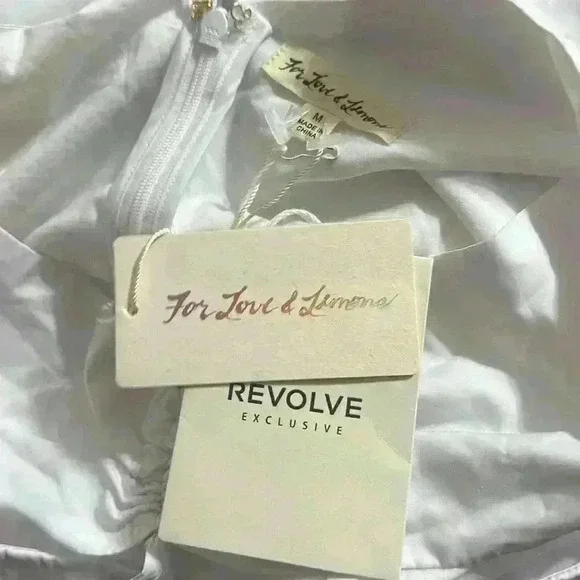 For Love & Lemons
M
MADE IN
CHINA
For Love & Lemons
REVOLVE
EXCLUSIVE